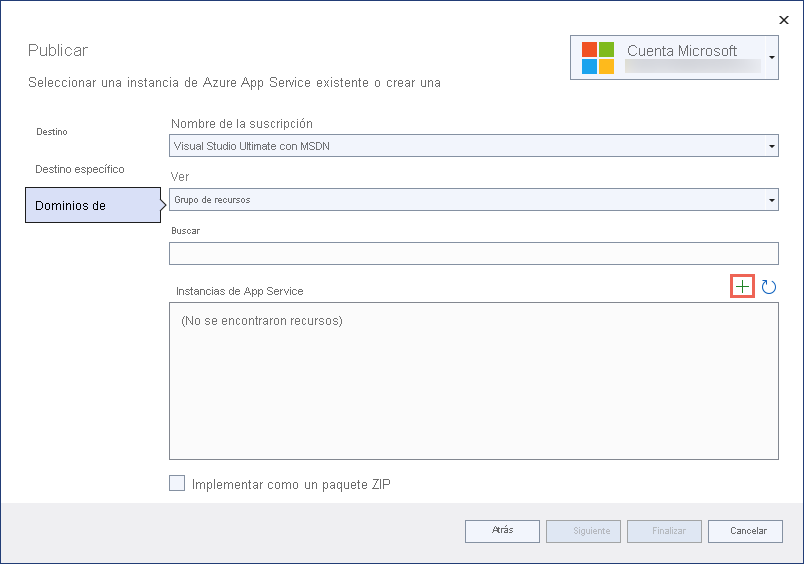 Publicar
Cuenta Microsoft
Seleccionar una instancia de Azure App Service existente o crear una
Destino
Destino específico
Dominios de
Nombre de la suscripción
Visual Studio Ultimate con MSDN
Ver
Grupo de recursos
Buscar
Instancias de App Service
(No se encontraron recursos)
Implementar como un paquete ZIP
Atrás
Siguiente
Finalizar
Cancelar